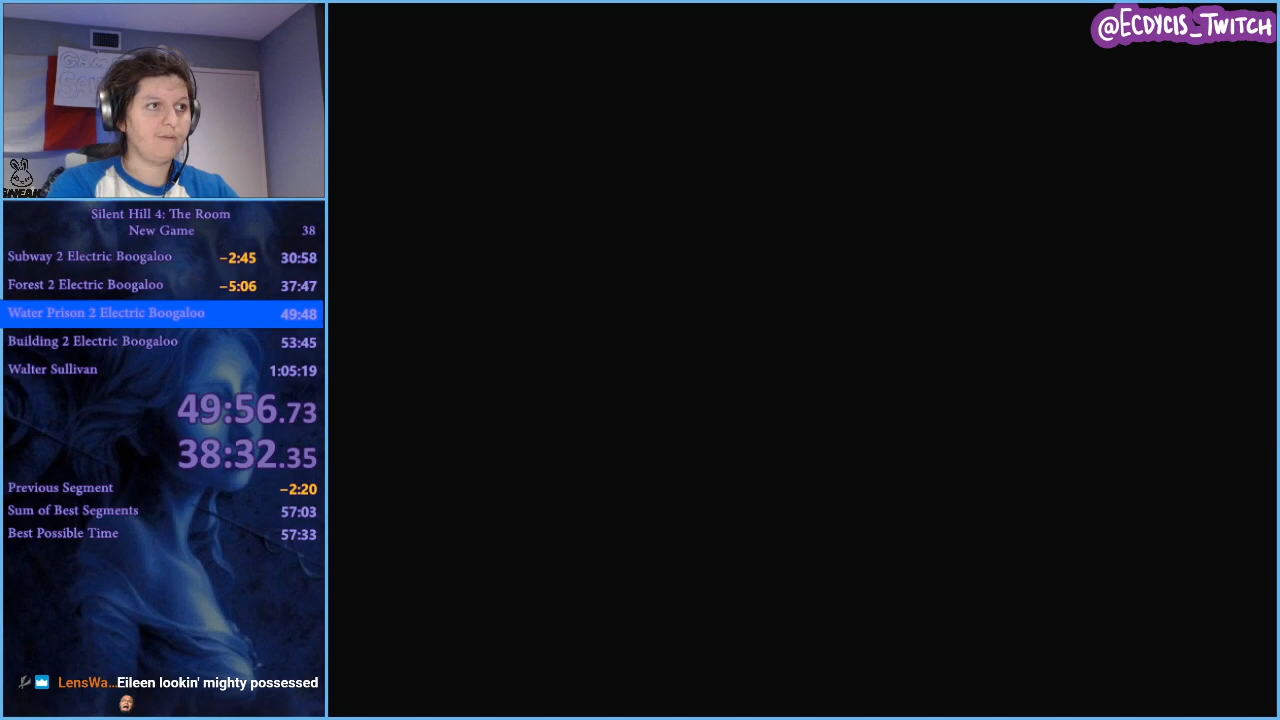 @ECDYCIS_TWITCH
Silent Hill 4: The Room
New Game 38
Subway 2 Electric Boogaloo −2:45 30:58
Forest 2 Electric Boogaloo −5:06 37:47
Water Prison 2 Electric Boogaloo 49:48
Building 2 Electric Boogaloo 53:45
Walter Sullivan 1:05:19
49:56.73
38:32.35
Previous Segment −2:20
Sum of Best Segments 57:03
Best Possible Time 57:33
LensWa... Eileen lookin' mighty possessed